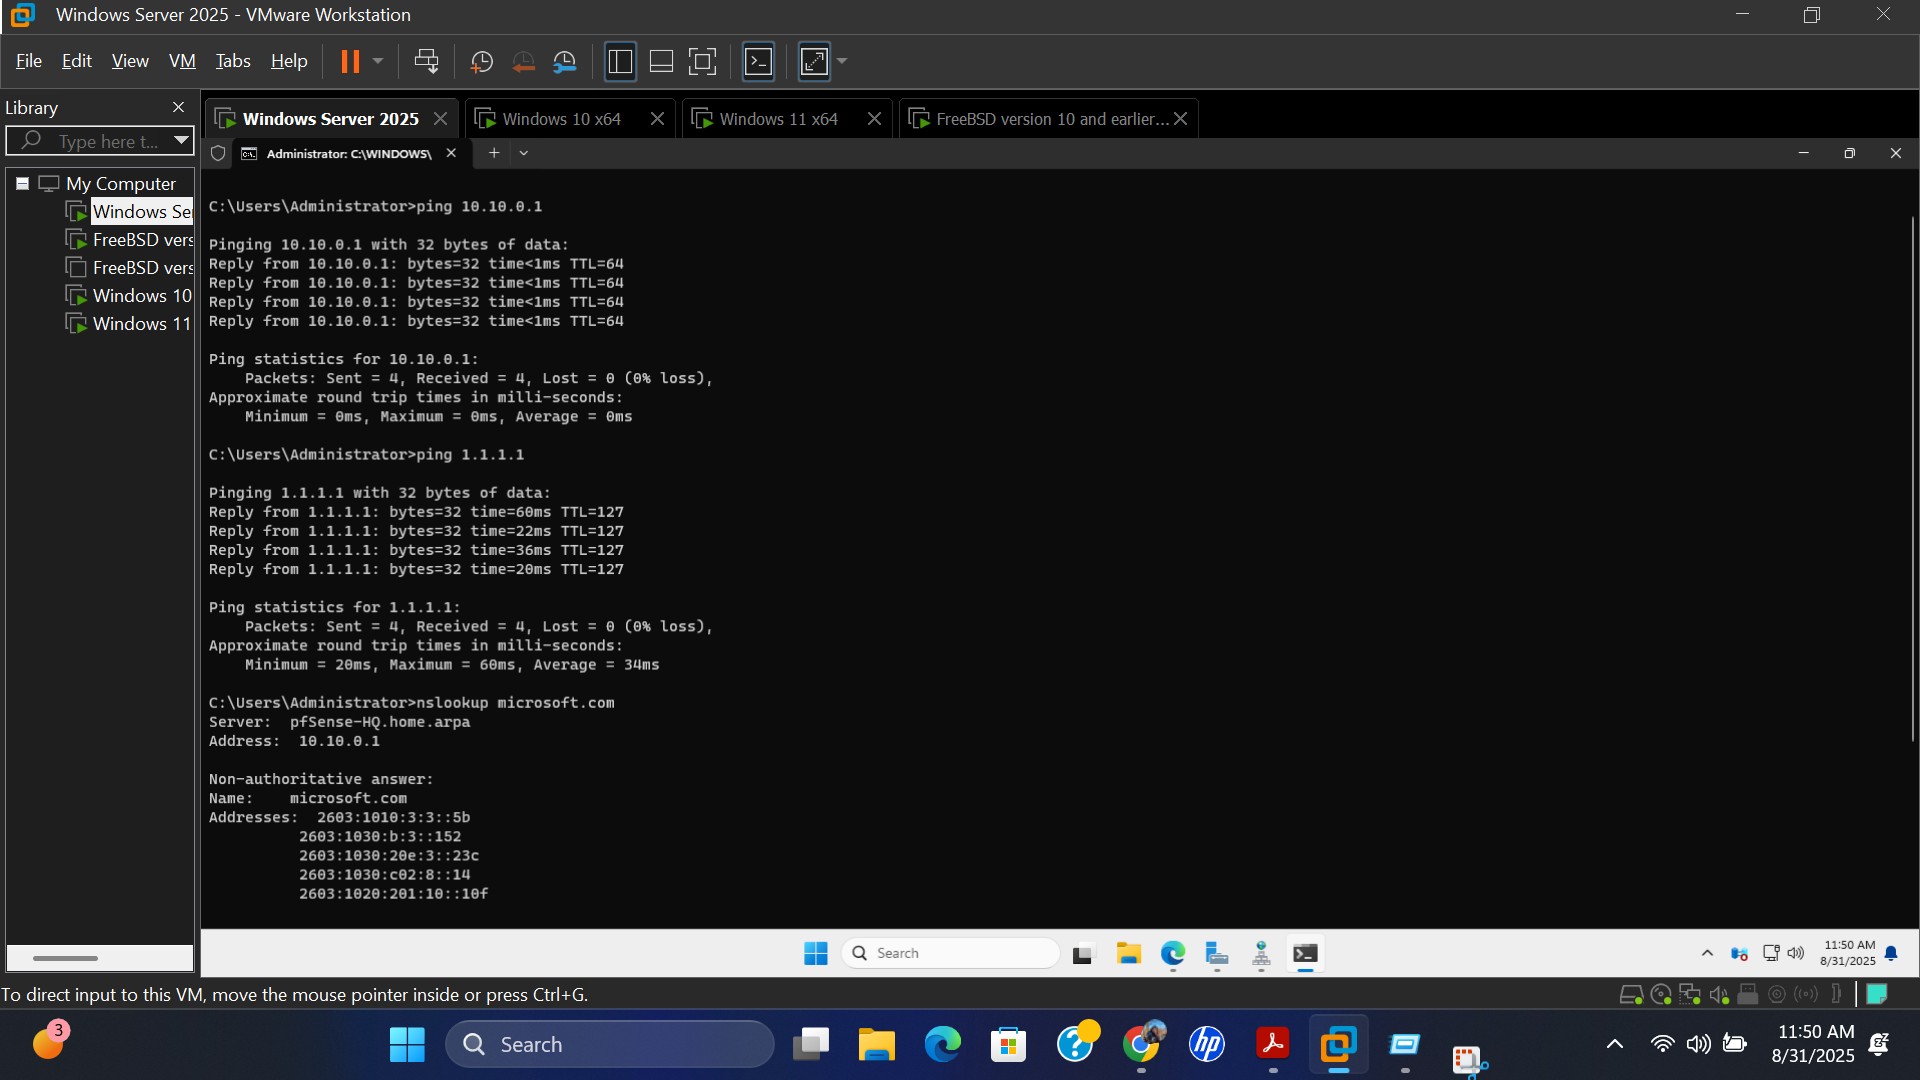 Windows Server 2025 - VMware Workstation
File Edit View VM Tabs Help
Library
Windows Server 2025
Windows 10 x64
Windows 11 x64
FreeBSD version 10 and earlier...
Type here t...
Administrator: C:\WINDOWS\
My Computer
Windows Ser
FreeBSD vers
FreeBSD vers
Windows 10
Windows 11
C:\Users\Administrator>ping 10.10.0.1
Pinging 10.10.0.1 with 32 bytes of data:
Reply from 10.10.0.1: bytes=32 time<1ms TTL=64
Reply from 10.10.0.1: bytes=32 time<1ms TTL=64
Reply from 10.10.0.1: bytes=32 time<1ms TTL=64
Reply from 10.10.0.1: bytes=32 time<1ms TTL=64
Ping statistics for 10.10.0.1:
Packets: Sent = 4, Received = 4, Lost = 0 (0% loss),
Approximate round trip times in milli-seconds:
Minimum = 0ms, Maximum = 0ms, Average = 0ms
C:\Users\Administrator>ping 1.1.1.1
Pinging 1.1.1.1 with 32 bytes of data:
Reply from 1.1.1.1: bytes=32 time=60ms TTL=127
Reply from 1.1.1.1: bytes=32 time=22ms TTL=127
Reply from 1.1.1.1: bytes=32 time=36ms TTL=127
Reply from 1.1.1.1: bytes=32 time=20ms TTL=127
Ping statistics for 1.1.1.1:
Packets: Sent = 4, Received = 4, Lost = 0 (0% loss),
Approximate round trip times in milli-seconds:
Minimum = 20ms, Maximum = 60ms, Average = 34ms
C:\Users\Administrator>nslookup microsoft.com
Server: pfSense-HQ.home.arpa
Address: 10.10.0.1
Non-authoritative answer:
Name: microsoft.com
Addresses: 2603:1010:3:3::5b
2603:1030:b:3::152
2603:1030:20e:3::23c
2603:1030:c02:8::14
2603:1020:201:10::10f
Search
11:50 AM
8/31/2025
To direct input to this VM, move the mouse pointer inside or press Ctrl+G.
3
Search
hp
11:50 AM
8/31/2025